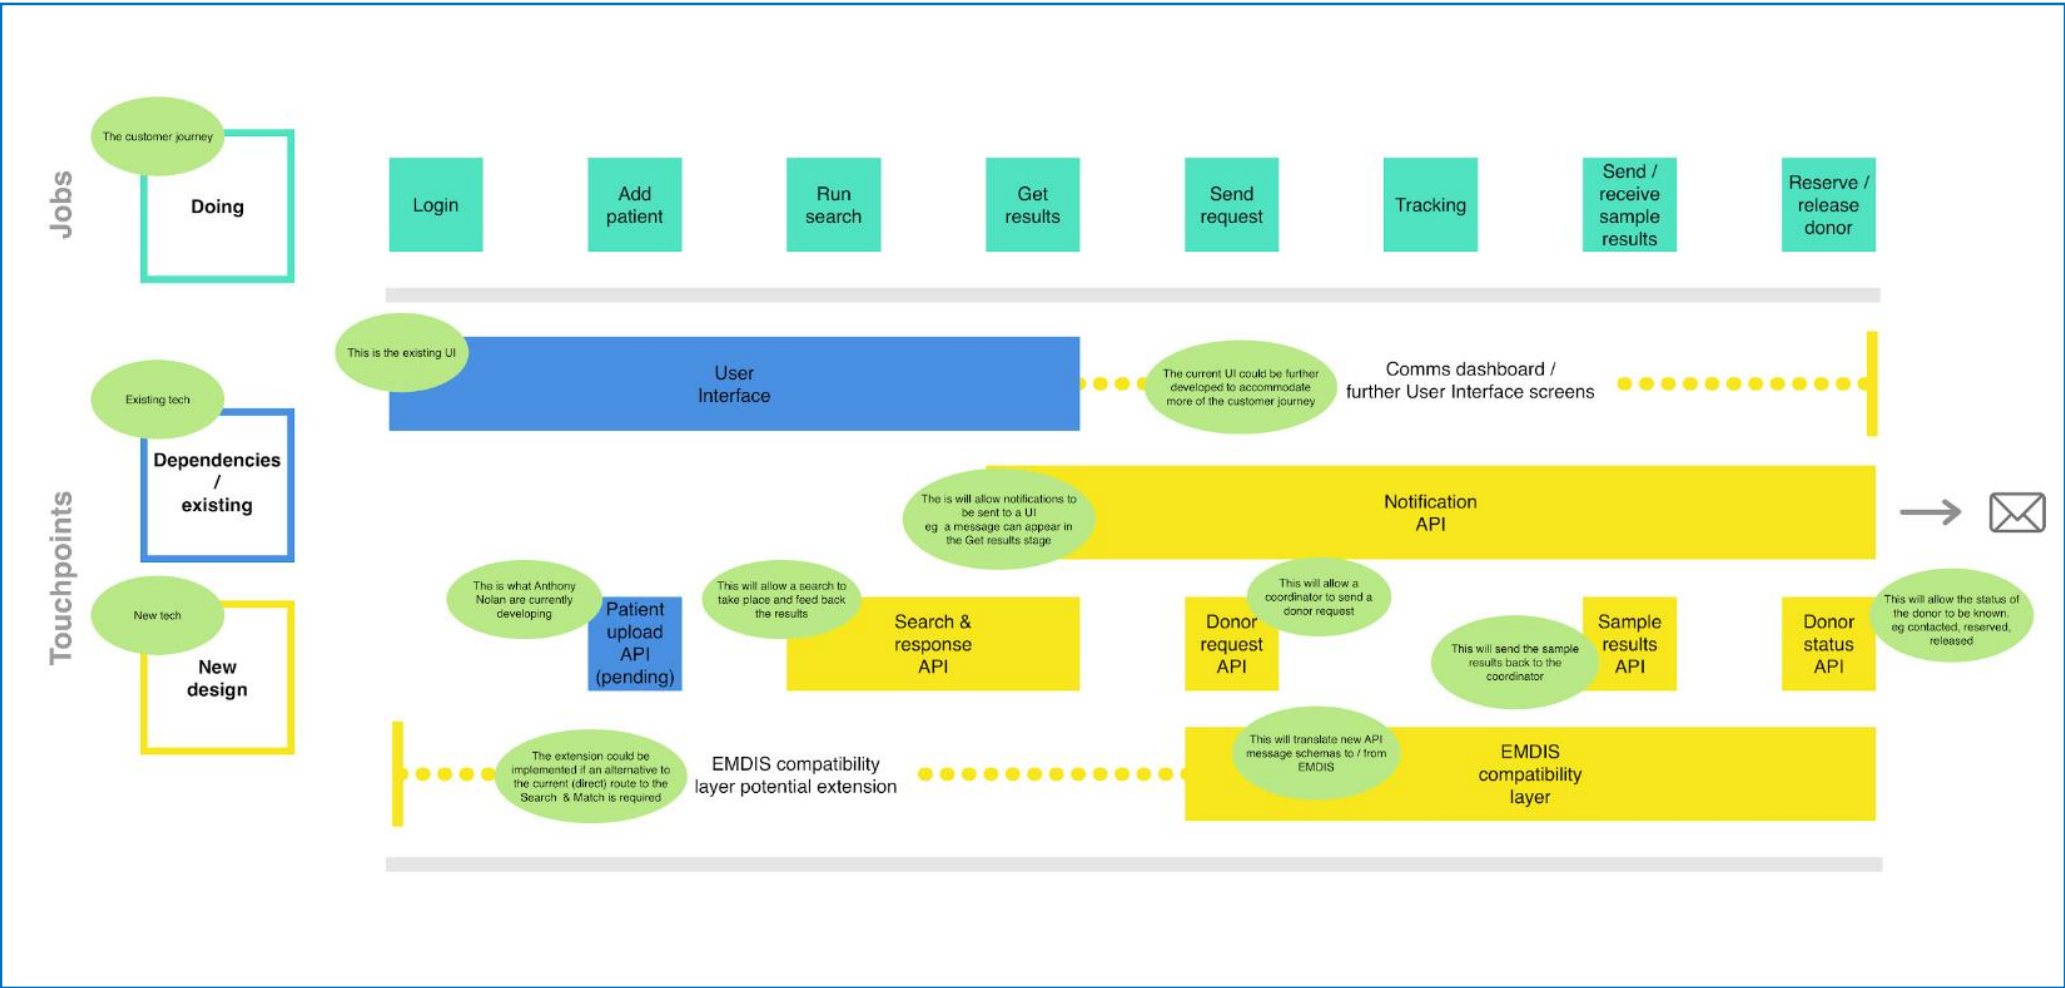 Jobs
The customer journey
Doing
Login
Add
patient
Run
search
Get
results
Send
request
Tracking
Send /
receive
sample
results
Reserve /
release
donor
Touchpoints
Existing tech
Dependencies
/
existing
New tech
New
design
This is the existing UI
User
Interface
The current UI could be further
developed to accommodate
more of the customer journey
Comms dashboard /
further User Interface screens
The is will allow notifications to
be sent to a UI
eg a message can appear in
the Get results stage
Notification
API
The is what Anthony
Nolan are currently
developing
Patient
upload
API
(pending)
This will allow a search to
take place and feed back
the results
Search &
response
API
Donor
request
API
This will allow a
coordinator to send a
donor request
This will send the sample
results back to the
coordinator
Sample
results
API
Donor
status
API
This will allow the status of
the donor to be known.
eg contacted, reserved,
released
The extension could be
implemented if an alternative to
the current (direct) route to the
Search & Match is required
EMDIS compatibility
layer potential extension
This will translate new API
message schemas to / from
EMDIS
EMDIS
compatibility
layer